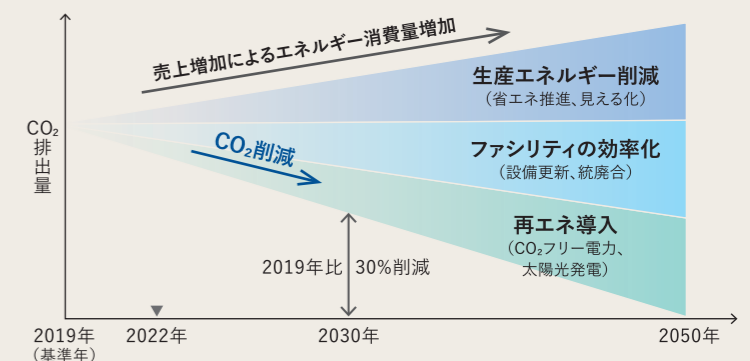 売上増加によるエネルギー消費量増加
生産エネルギー削減
（省エネ推進、見える化）
CO₂
排
出
量
CO₂削減
ファシリティの効率化
（設備更新、統廃合）
再エネ導入
（CO₂フリー電力、
太陽光発電）
2019年比 30%削減
2019年
（基準年）
2022年
2030年
2050年